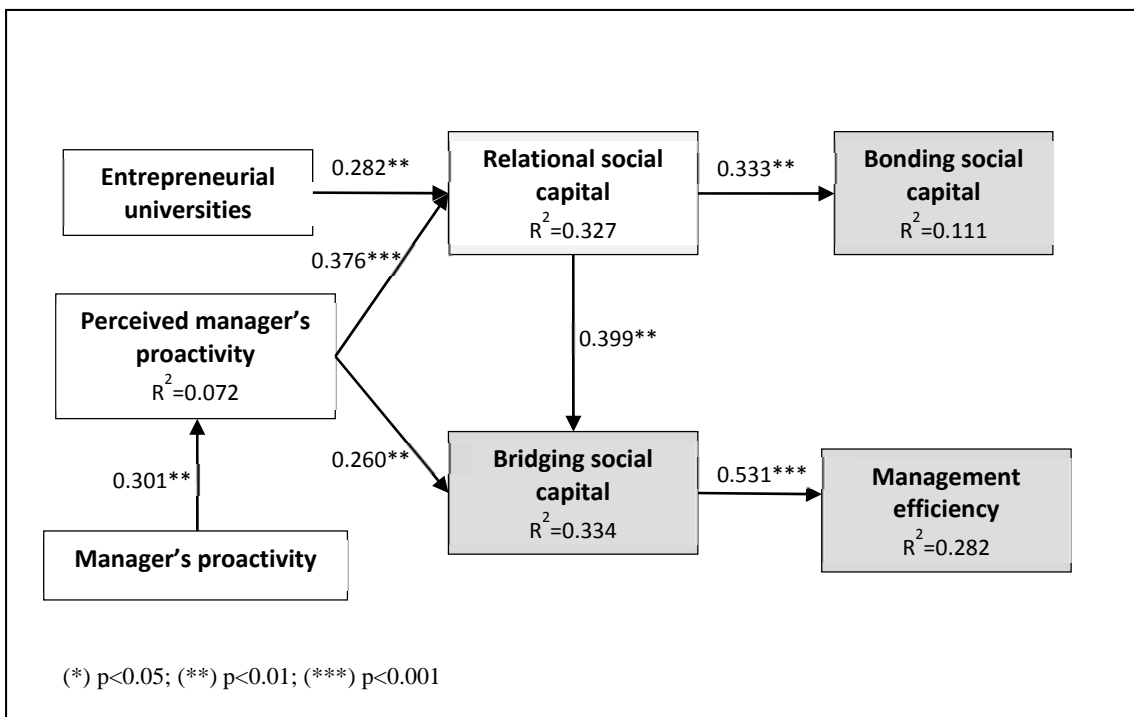 Entrepreneurial
universities
0.282**
Relational social
capital
R²=0.327
0.333**
Bonding social
capital
R²=0.111
0.376***
Perceived manager’s
proactivity
R²=0.072
0.399**
0.260**
0.301**
Bridging social
capital
R²=0.334
0.531***
Management
efficiency
R²=0.282
Manager’s proactivity
(*) p<0.05; (**) p<0.01; (***) p<0.001